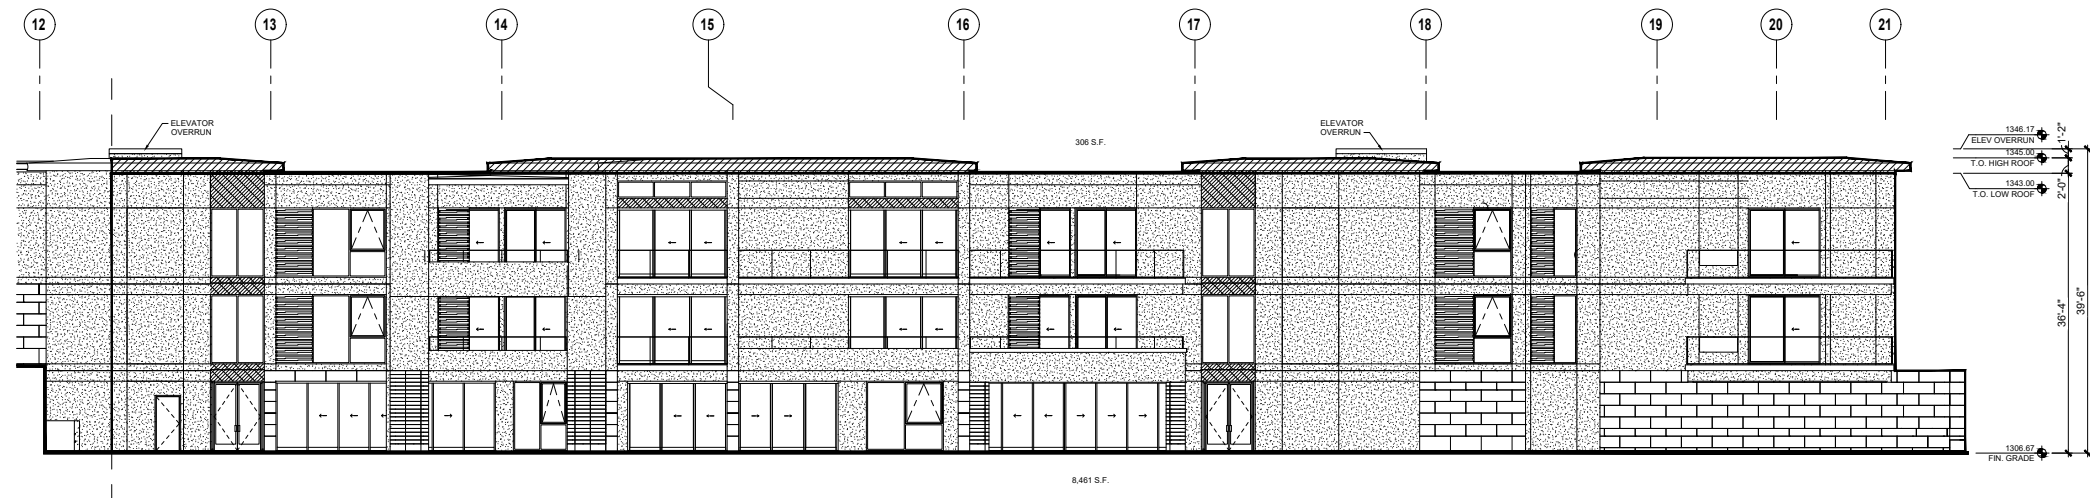 12
13
14
15
16
17
18
19
20
21
ELEVATOR
OVERRUN
306 S.F.
ELEVATOR
OVERRUN
1346.17
ELEV OVERRUN
1345.00
T.O. HIGH ROOF
1343.00
T.O. LOW ROOF
1'-2"
2'-0"
36'-4"
39'-6"
1306.67
FIN. GRADE
8,461 S.F.